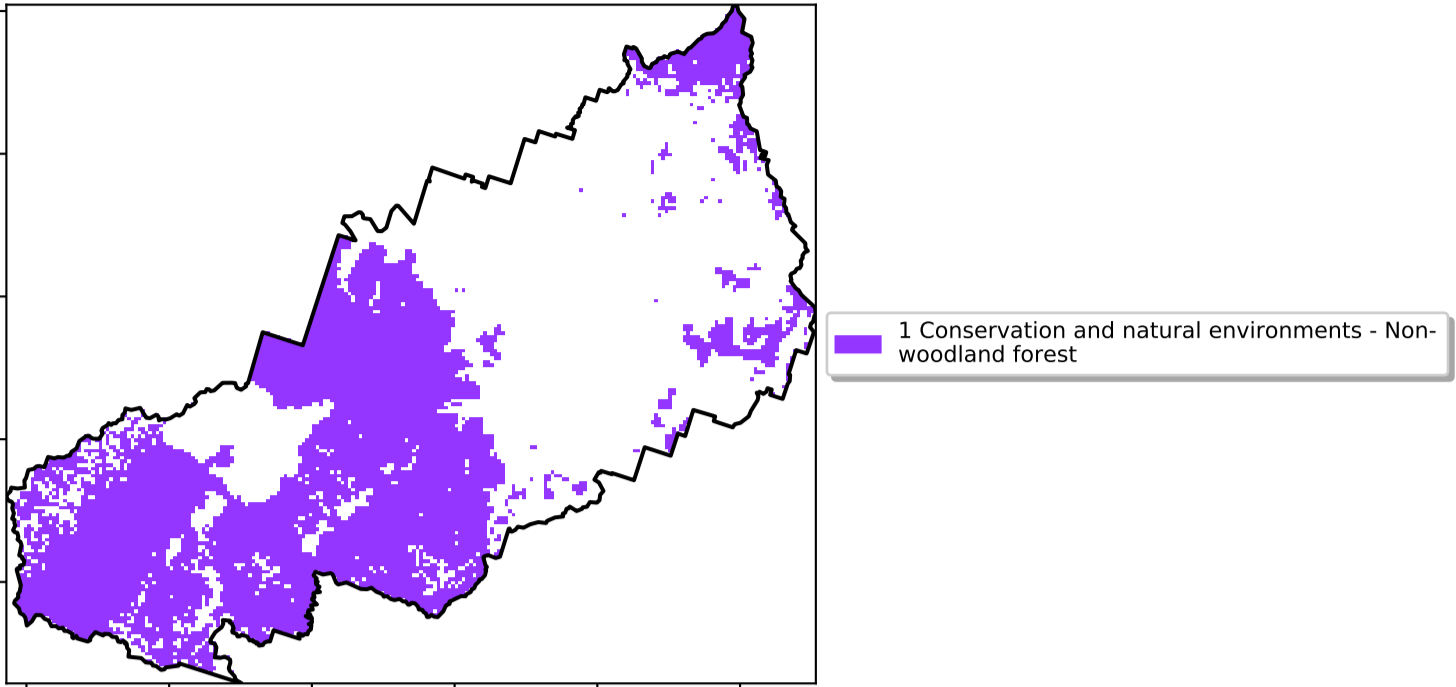 1 Conservation and natural environments - Non-
woodland forest